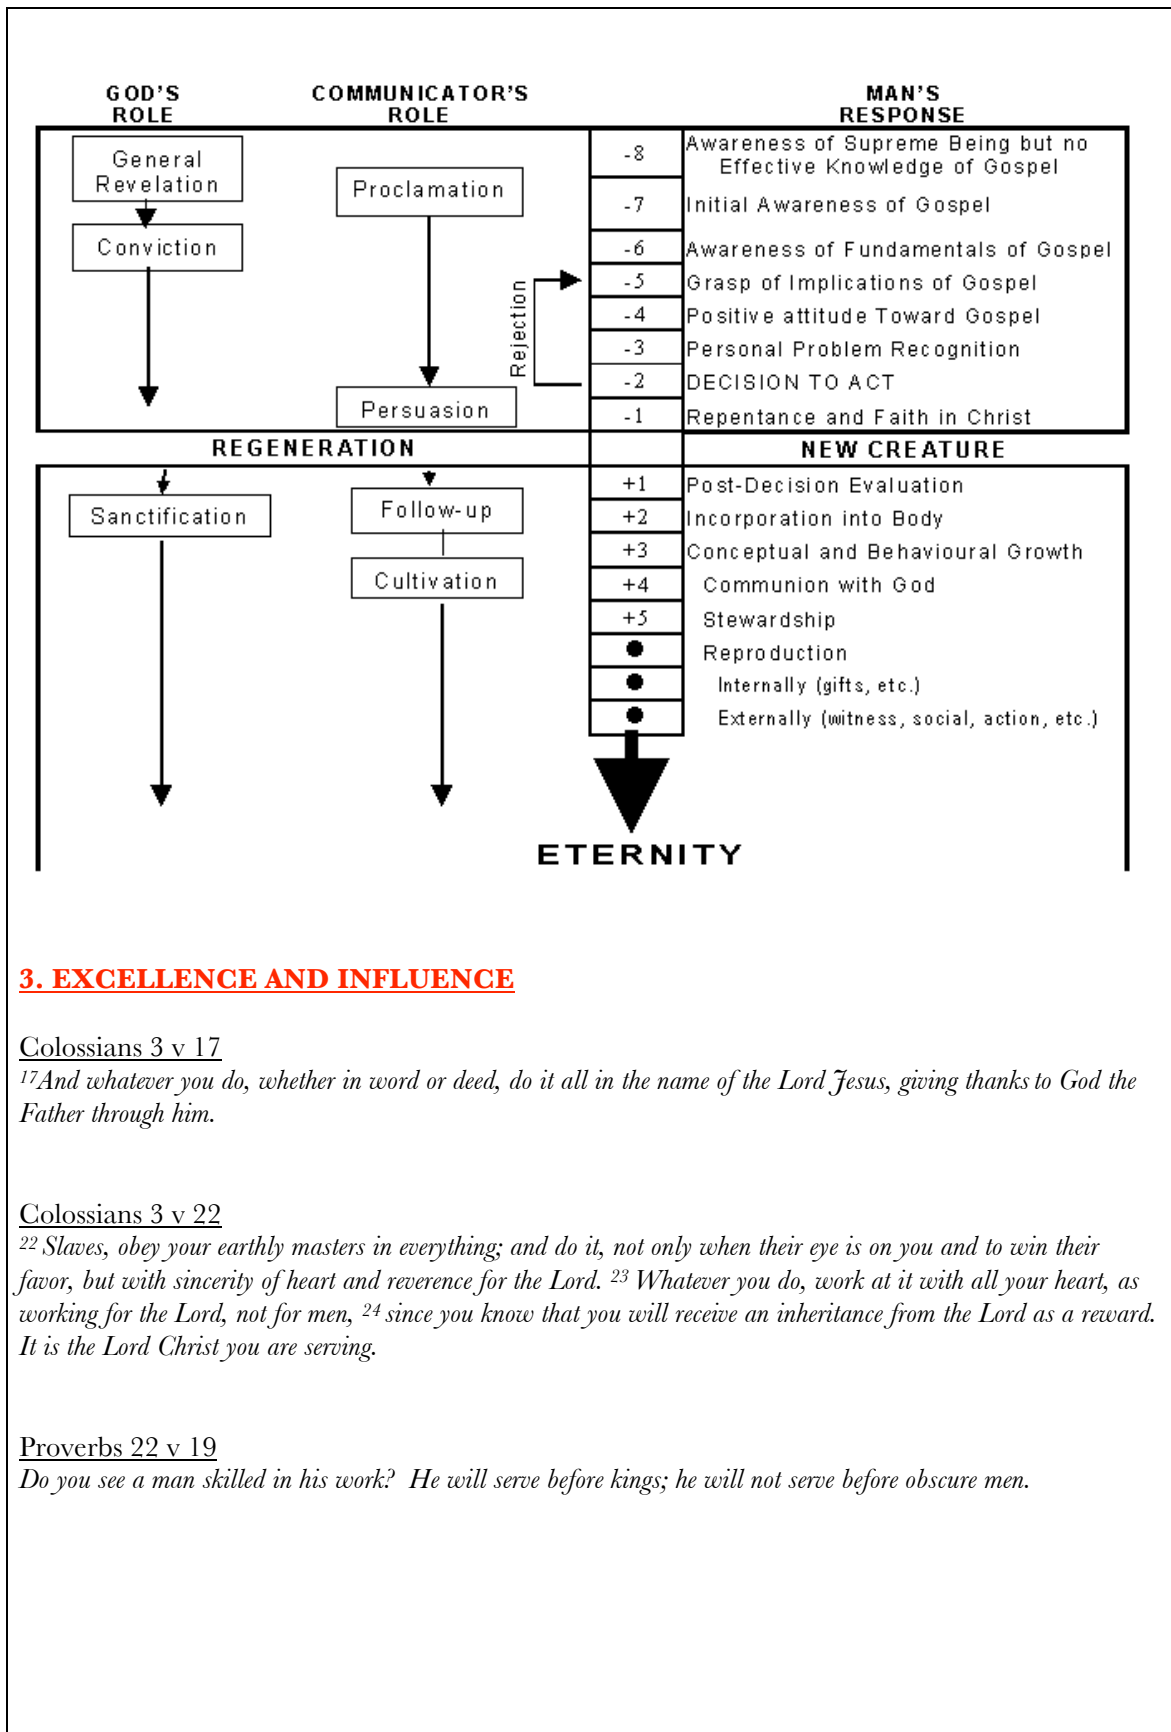 GOD'S ROLE
COMMUNICATOR'S ROLE
MAN'S RESPONSE
General
Revelation
Conviction
Proclamation
Persuasion
Rejection
-8 Awareness of Supreme Being but no
Effective Knowledge of Gospel
-7 Initial Awareness of Gospel
-6 Awareness of Fundamentals of Gospel
-5 Grasp of Implications of Gospel
-4 Positive attitude Toward Gospel
-3 Personal Problem Recognition
-2 DECISION TO ACT
-1 Repentance and Faith in Christ
REGENERATION
NEW CREATURE
Sanctification
Follow-up
Cultivation
+1 Post-Decision Evaluation
+2 Incorporation into Body
+3 Conceptual and Behavioural Growth
+4 Communion with God
+5 Stewardship
Reproduction
Internally (gifts, etc.)
Externally (witness, social, action, etc.)
ETERNITY
3. EXCELLENCE AND INFLUENCE
Colossians 3 v 17
17And whatever you do, whether in word or deed, do it all in the name of the Lord Jesus, giving thanks to God the
Father through him.
Colossians 3 v 22
22 Slaves, obey your earthly masters in everything; and do it, not only when their eye is on you and to win their
favor, but with sincerity of heart and reverence for the Lord. 23 Whatever you do, work at it with all your heart, as
working for the Lord, not for men, 24 since you know that you will receive an inheritance from the Lord as a reward.
It is the Lord Christ you are serving.
Proverbs 22 v 19
Do you see a man skilled in his work? He will serve before kings; he will not serve before obscure men.